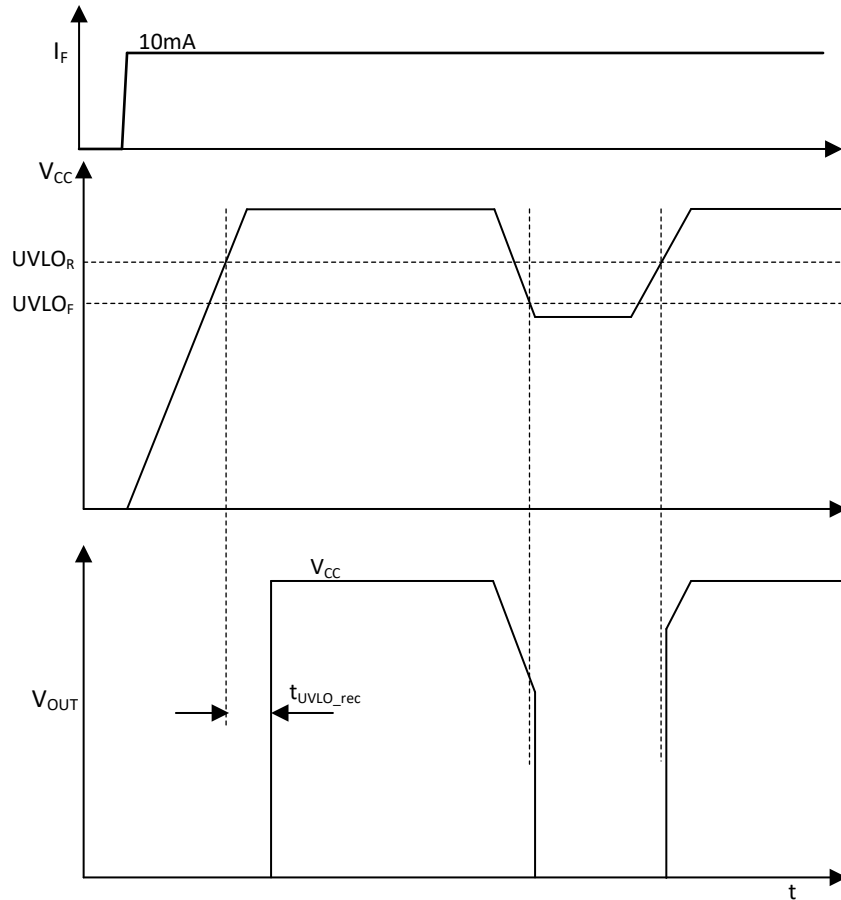 10mA
I_F
V_CC
UVLO_R
UVLO_F
V_CC
t_UVLO_rec
V_OUT
t